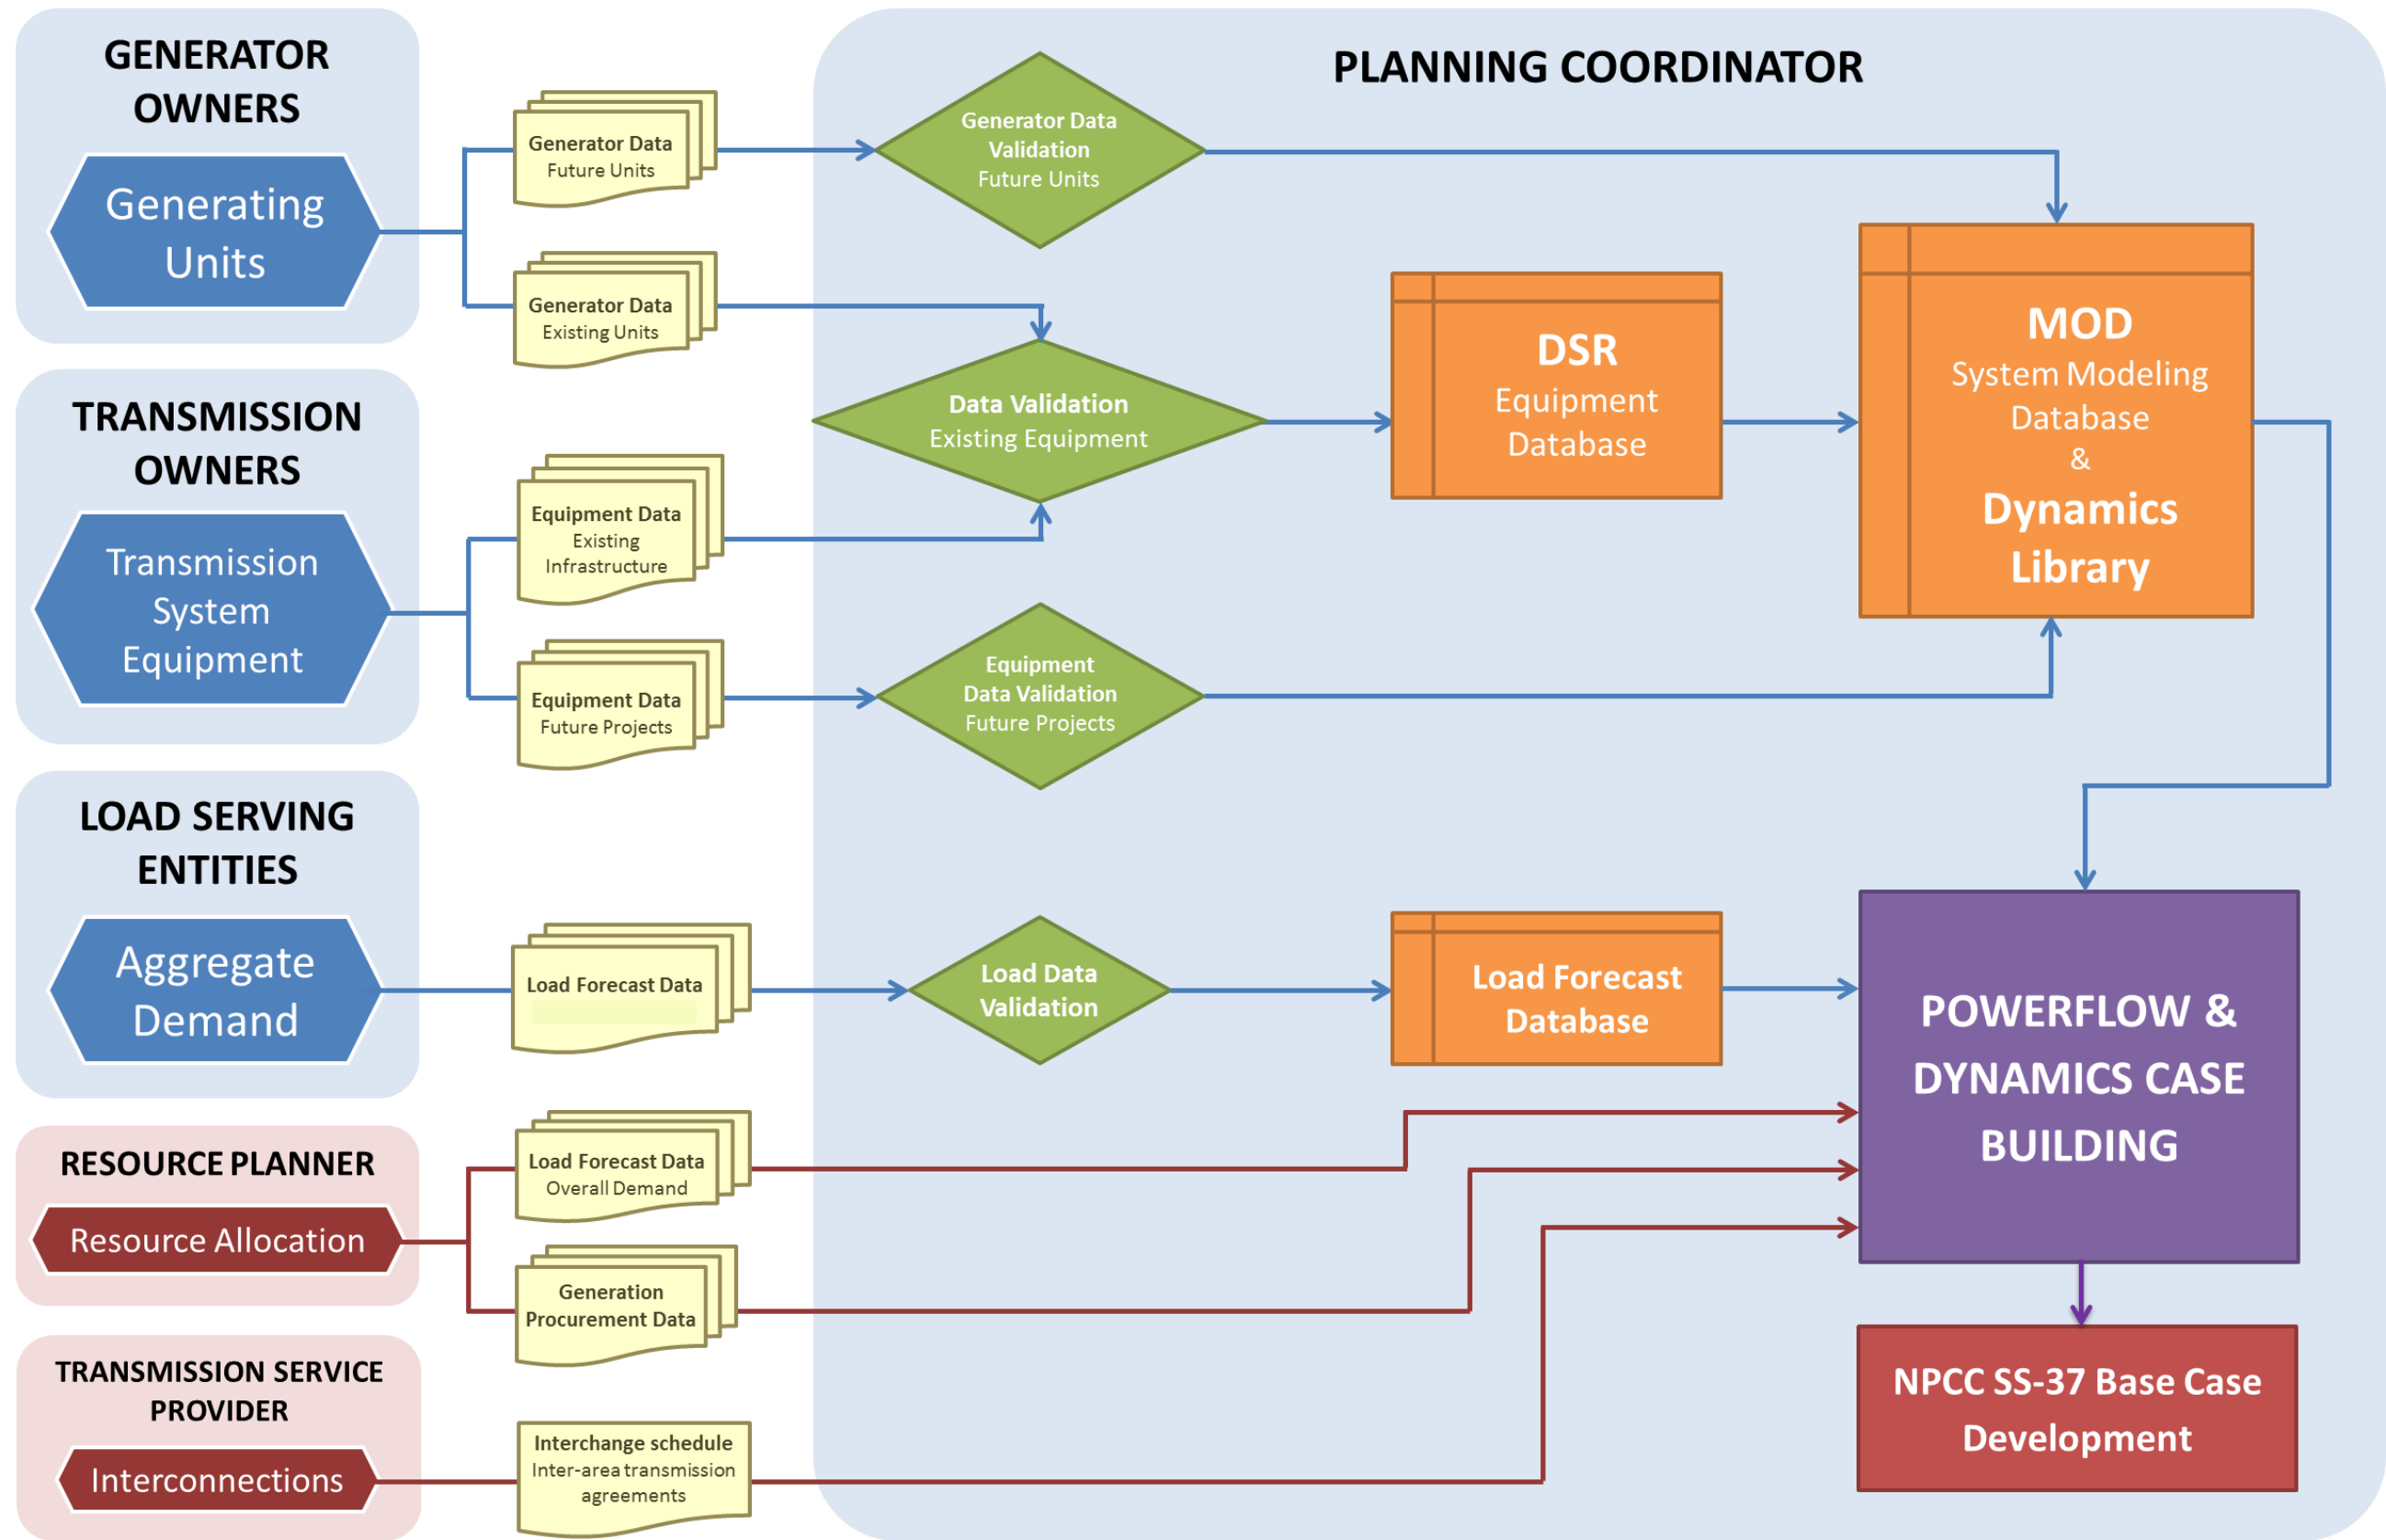 GENERATOR
OWNERS
Generating
Units
Generator Data
Future Units
Generator Data
Existing Units
TRANSMISSION
OWNERS
Transmission
System
Equipment
Equipment Data
Existing
Infrastructure
Equipment Data
Future Projects
LOAD SERVING
ENTITIES
Aggregate
Demand
Load Forecast Data
RESOURCE PLANNER
Resource Allocation
Load Forecast Data
Overall Demand
Generation
Procurement Data
TRANSMISSION SERVICE
PROVIDER
Interconnections
Interchange schedule
Inter-area transmission
agreements
PLANNING COORDINATOR
Generator Data
Validation
Future Units
Data Validation
Existing Equipment
DSR
Equipment
Database
MOD
System Modeling
Database
&
Dynamics
Library
Equipment
Data Validation
Future Projects
Load Data
Validation
Load Forecast
Database
POWERFLOW &
DYNAMICS CASE
BUILDING
NPCC SS-37 Base Case
Development